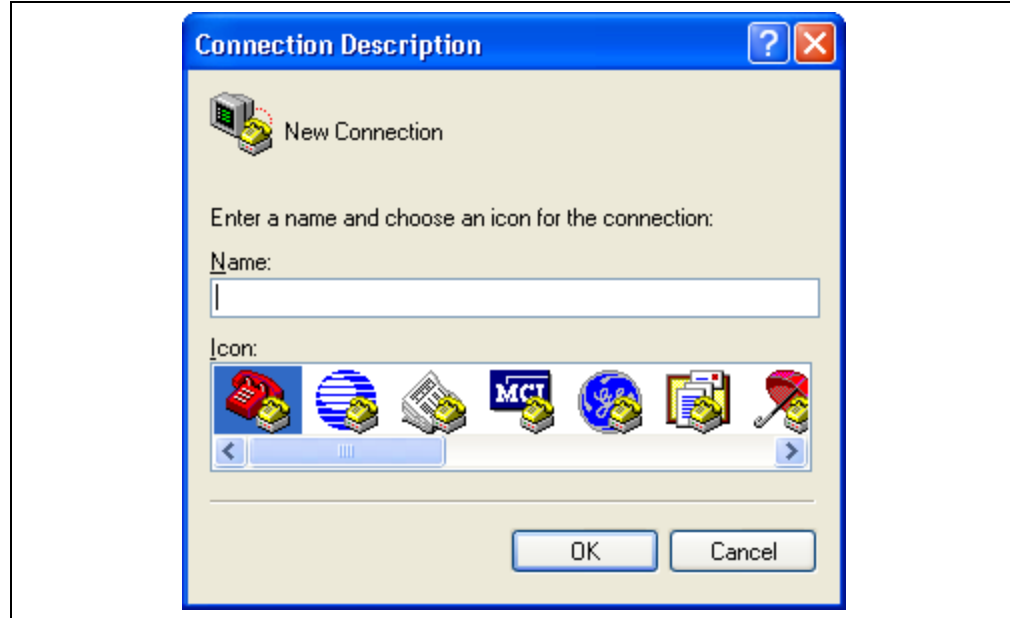 Connection Description
New Connection
Enter a name and choose an icon for the connection:
Name:
Icon:
MCI
OK
Cancel